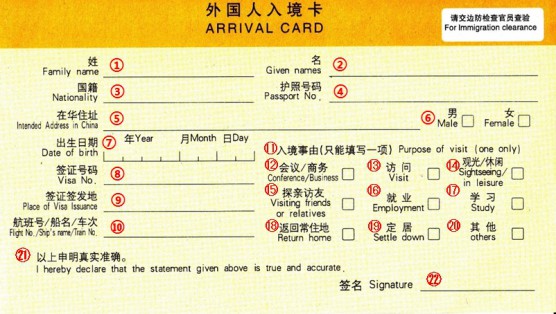 外国人入境卡
ARRIVAL CARD
请交边防检查官员查验
For Immigration clearance
姓
Family name ①
名
Given names ②
国籍
Nationality ③
护照号码
Passport No. ④
在华住址
Intended Address in China ⑤
⑥ 男
Male
女
Female
出生日期
Date of birth ⑦ 年Year 月Month 日Day
⑪入境事由(只能填写一项) Purpose of visit (one only)
签证号码
Visa No. ⑧
⑫会议/商务
Conference/Business
⑬ 访问
Visit
⑭观光/休闲
Sightseeing/
in leisure
签证签发地
Place of Visa Issuance ⑨
⑮ 探亲访友
Visiting friends
or relatives
⑯ 就业
Employment
⑰ 学习
Study
航班号/船名/车次
Flight No./Ship's name/Train No. ⑩
⑱返回常住地
Return home
⑲ 定居
Settle down
⑳ 其他
others
㉑ 以上申明真实准确。
I hereby declare that the statement given above is true and accurate.
签名 Signature ㉒